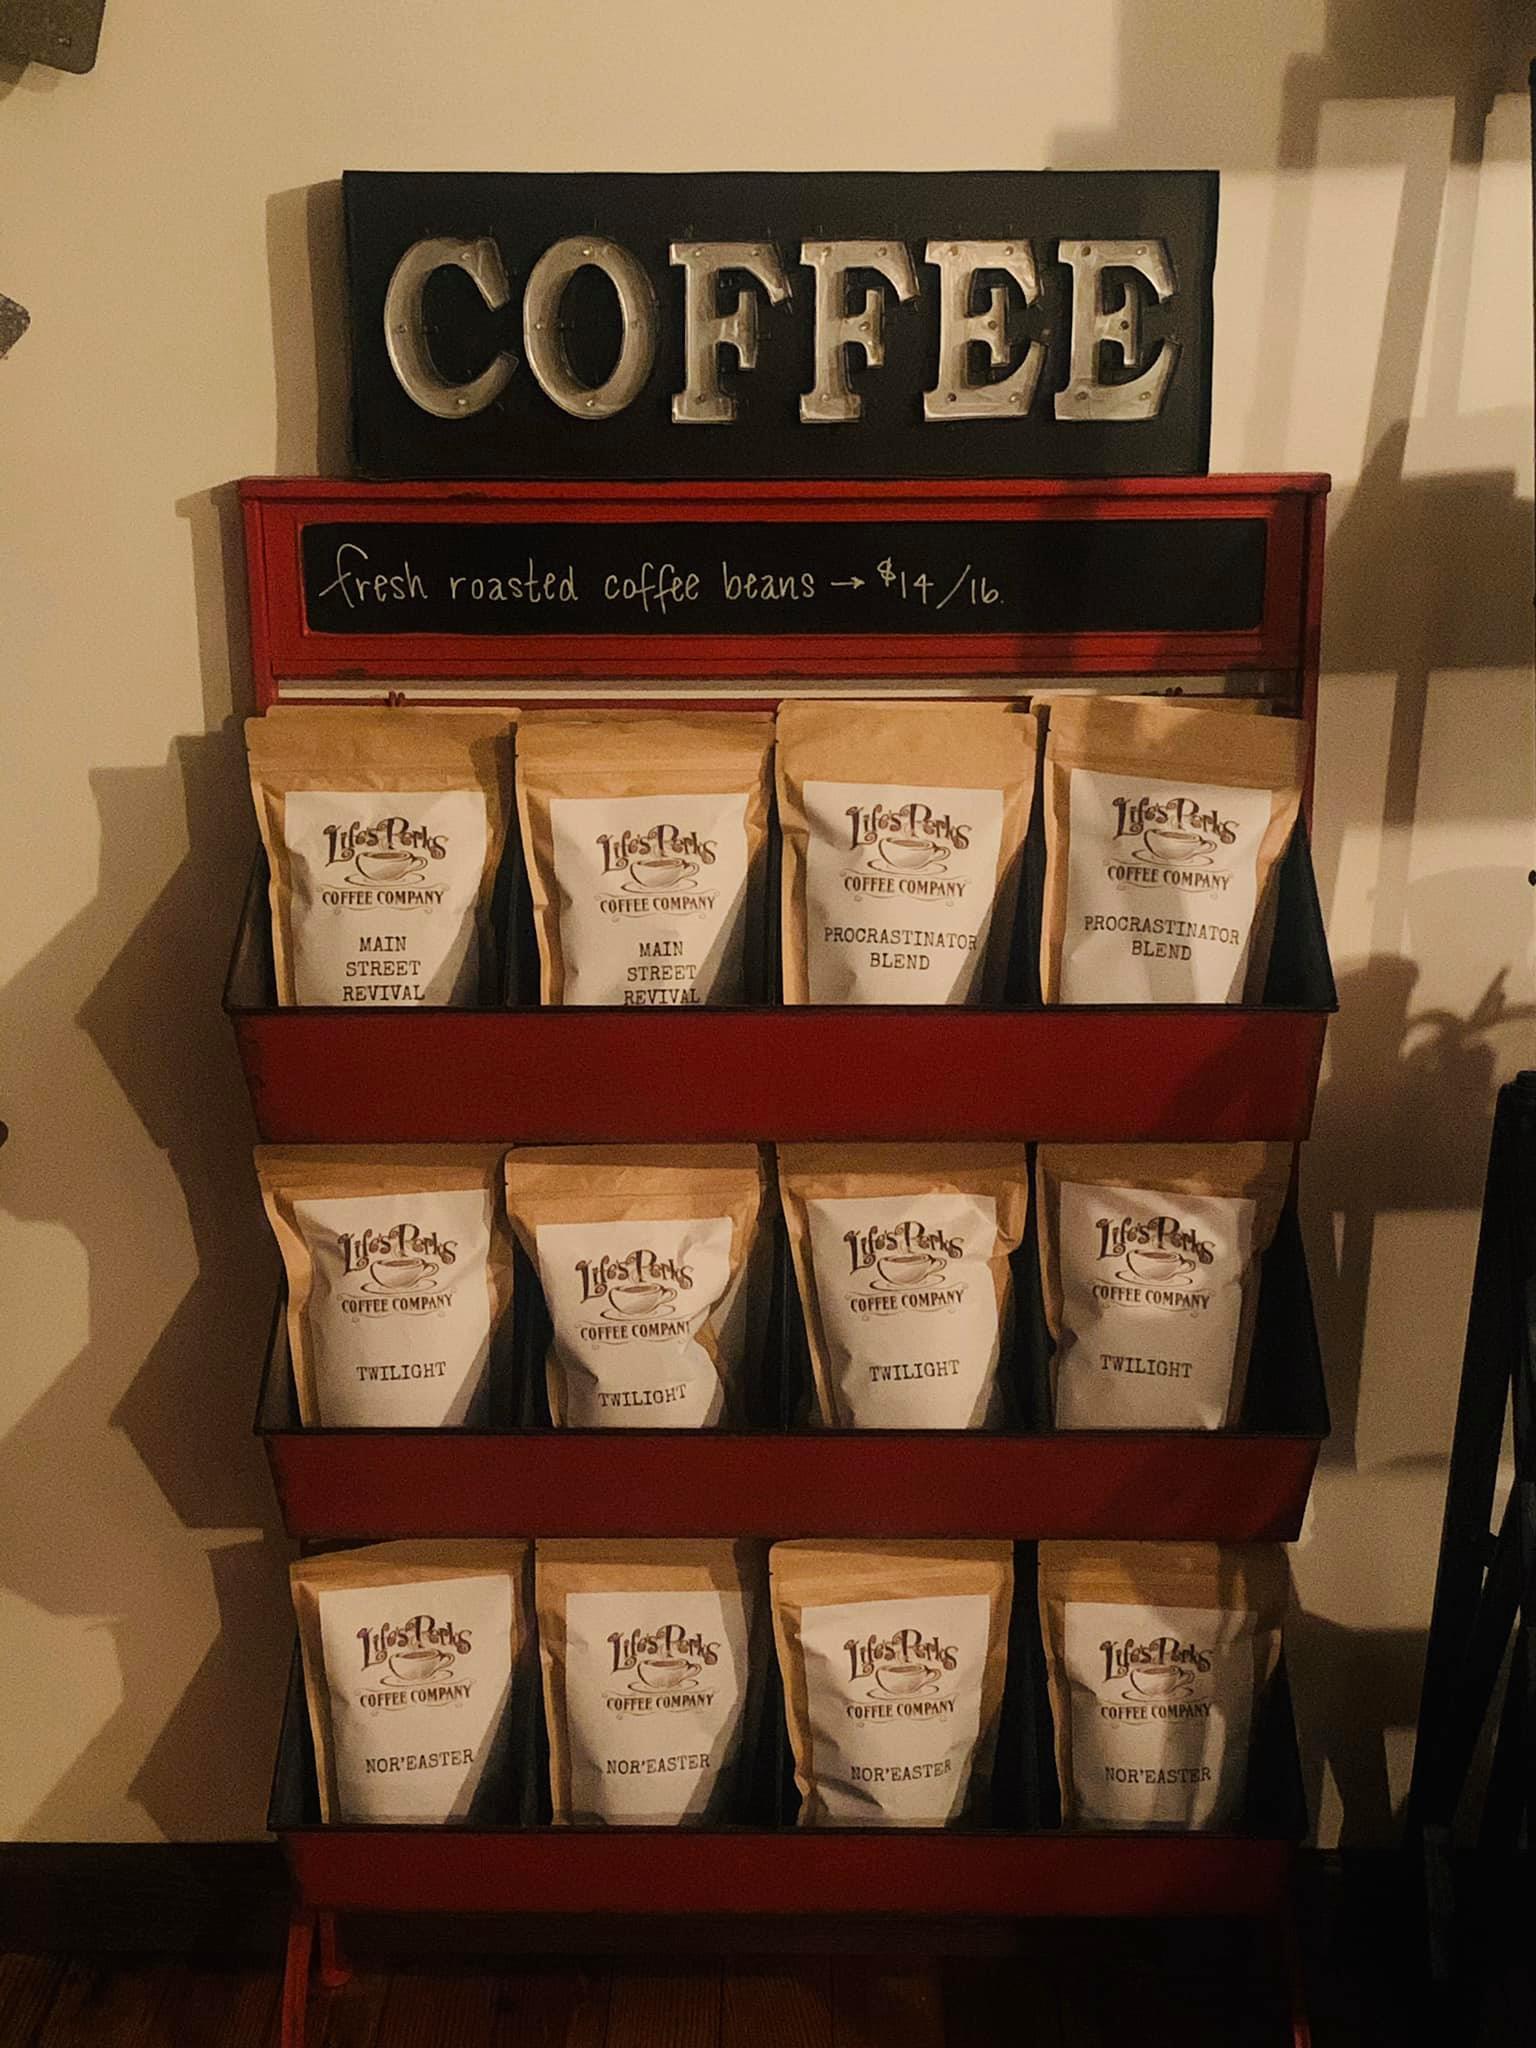 COFFEE
fresh roasted coffee beans → $14/lb.
Life's Perks
COFFEE COMPANY
MAIN
STREET
REVIVAL
Life's Perks
COFFEE COMPANY
MAIN
STREET
REVIVAL
Life's Perks
COFFEE COMPANY
PROCRASTINATOR
BLEND
Life's Perks
COFFEE COMPANY
PROCRASTINATOR
BLEND
Life's Perks
COFFEE COMPANY
TWILIGHT
Life's Perks
COFFEE COMPANY
TWILIGHT
Life's Perks
COFFEE COMPANY
TWILIGHT
Life's Perks
COFFEE COMPANY
TWILIGHT
Life's Perks
COFFEE COMPANY
NOR'EASTER
Life's Perks
COFFEE COMPANY
NOR'EASTER
Life's Perks
COFFEE COMPANY
NOR'EASTER
Life's Perks
COFFEE COMPANY
NOR'EASTER